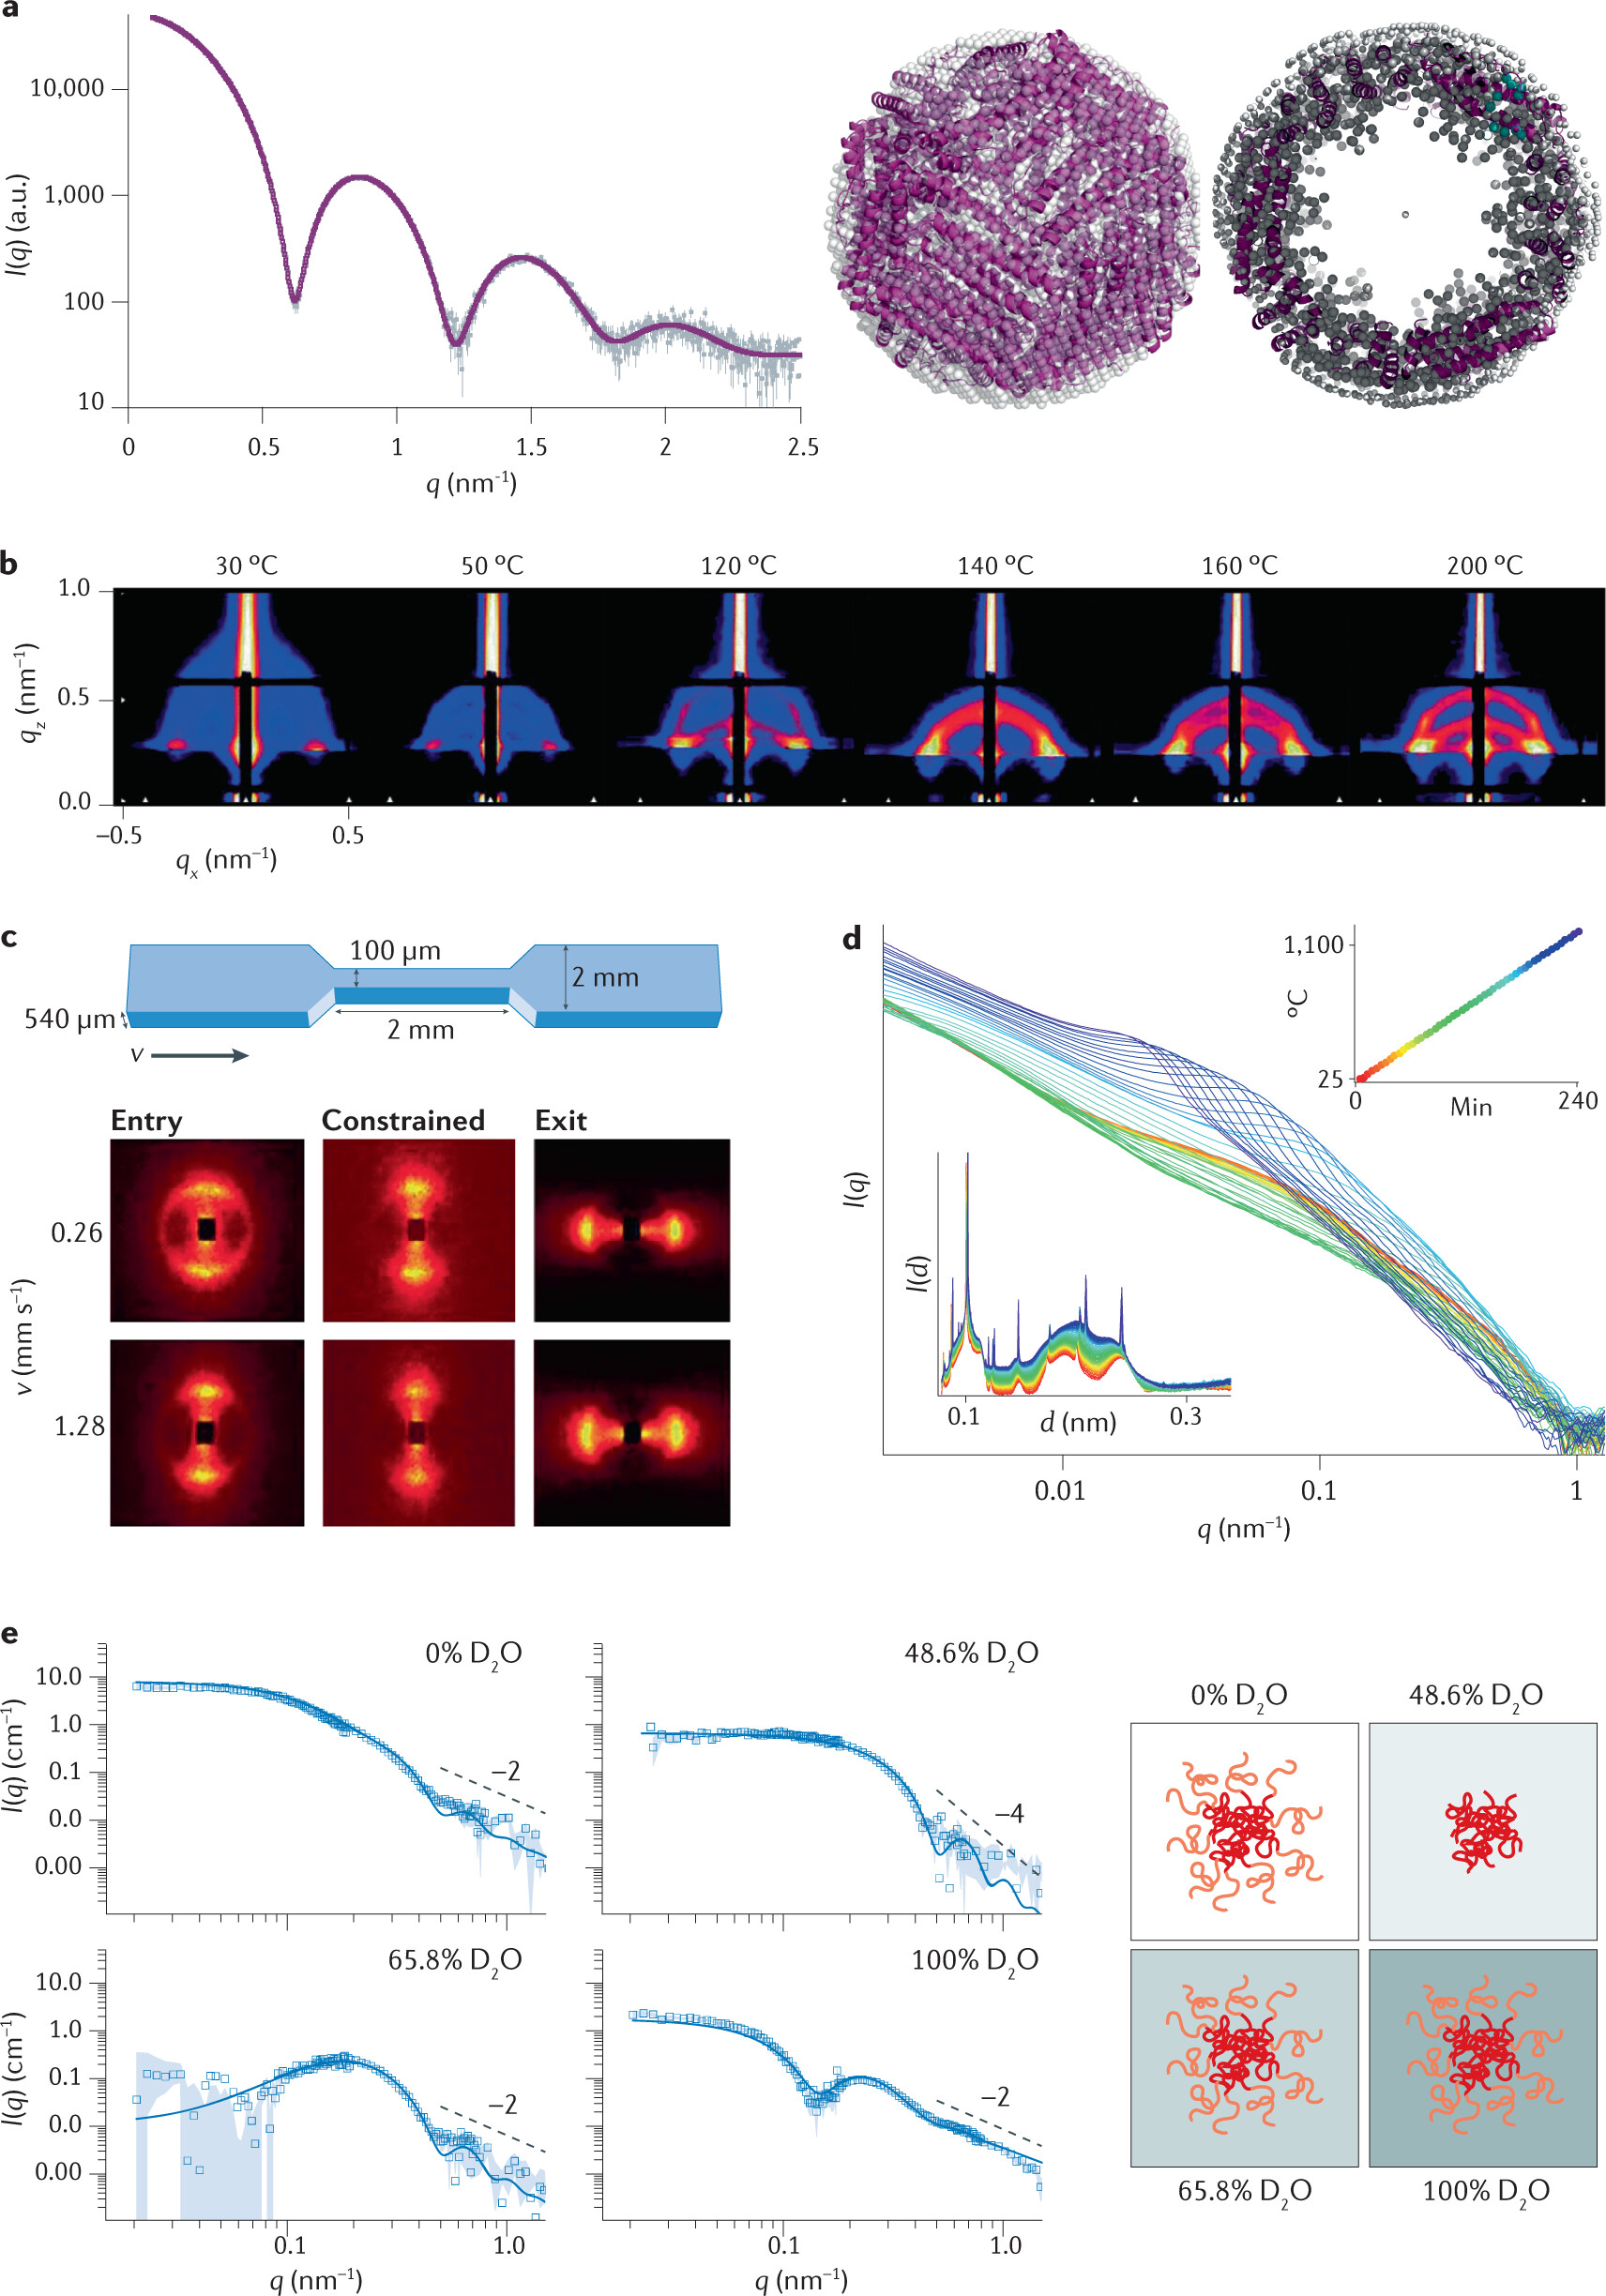 a
I(q) (a.u.)
10,000
1,000
100
10
0 0.5 1 1.5 2 2.5
q (nm-1)
b
30 ºC 50 ºC 120 ºC 140 ºC 160 ºC 200 ºC
qz (nm−1)
1.0
0.5
0.0
−0.5 0.5
qx (nm−1)
c
100 μm
2 mm
540 μm
2 mm
v
Entry Constrained Exit
v (mm s−1)
0.26
1.28
d
1,100
ºC
25
0 Min 240
I(q)
I(d)
0.1 0.3
d (nm)
0.01 0.1 1
q (nm−1)
e
0% D2O
I(q) (cm−1)
10.0
1.0
0.1
0.0
0.00
−2
48.6% D2O
−4
65.8% D2O
I(q) (cm−1)
10.0
1.0
0.1
0.0
0.00
−2
0.1 1.0
q (nm−1)
100% D2O
−2
0.1 1.0
q (nm−1)
0% D2O 48.6% D2O
65.8% D2O 100% D2O